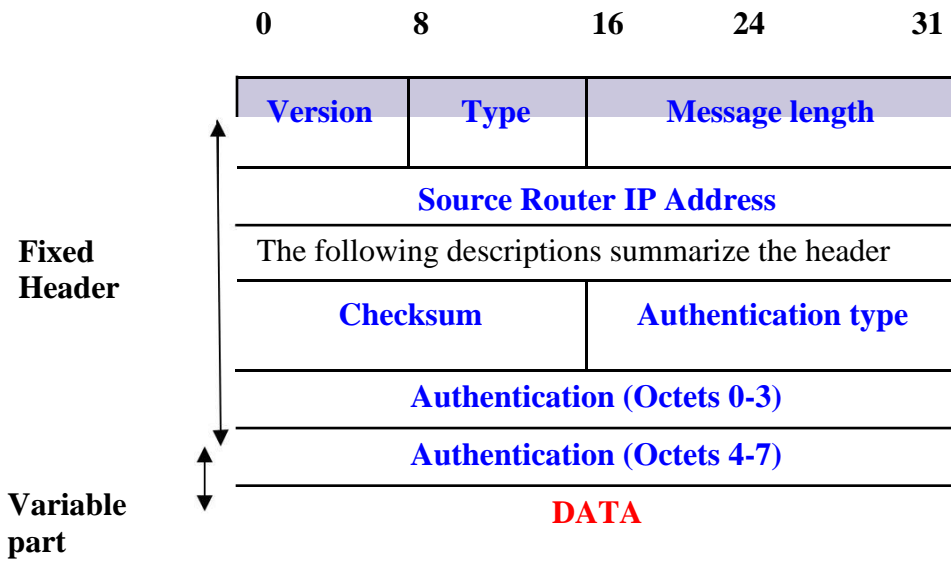 0 8 16 24 31
Version Type Message length
Source Router IP Address
Fixed
Header
The following descriptions summarize the header
Checksum Authentication type
Authentication (Octets 0-3)
Authentication (Octets 4-7)
Variable
part
DATA